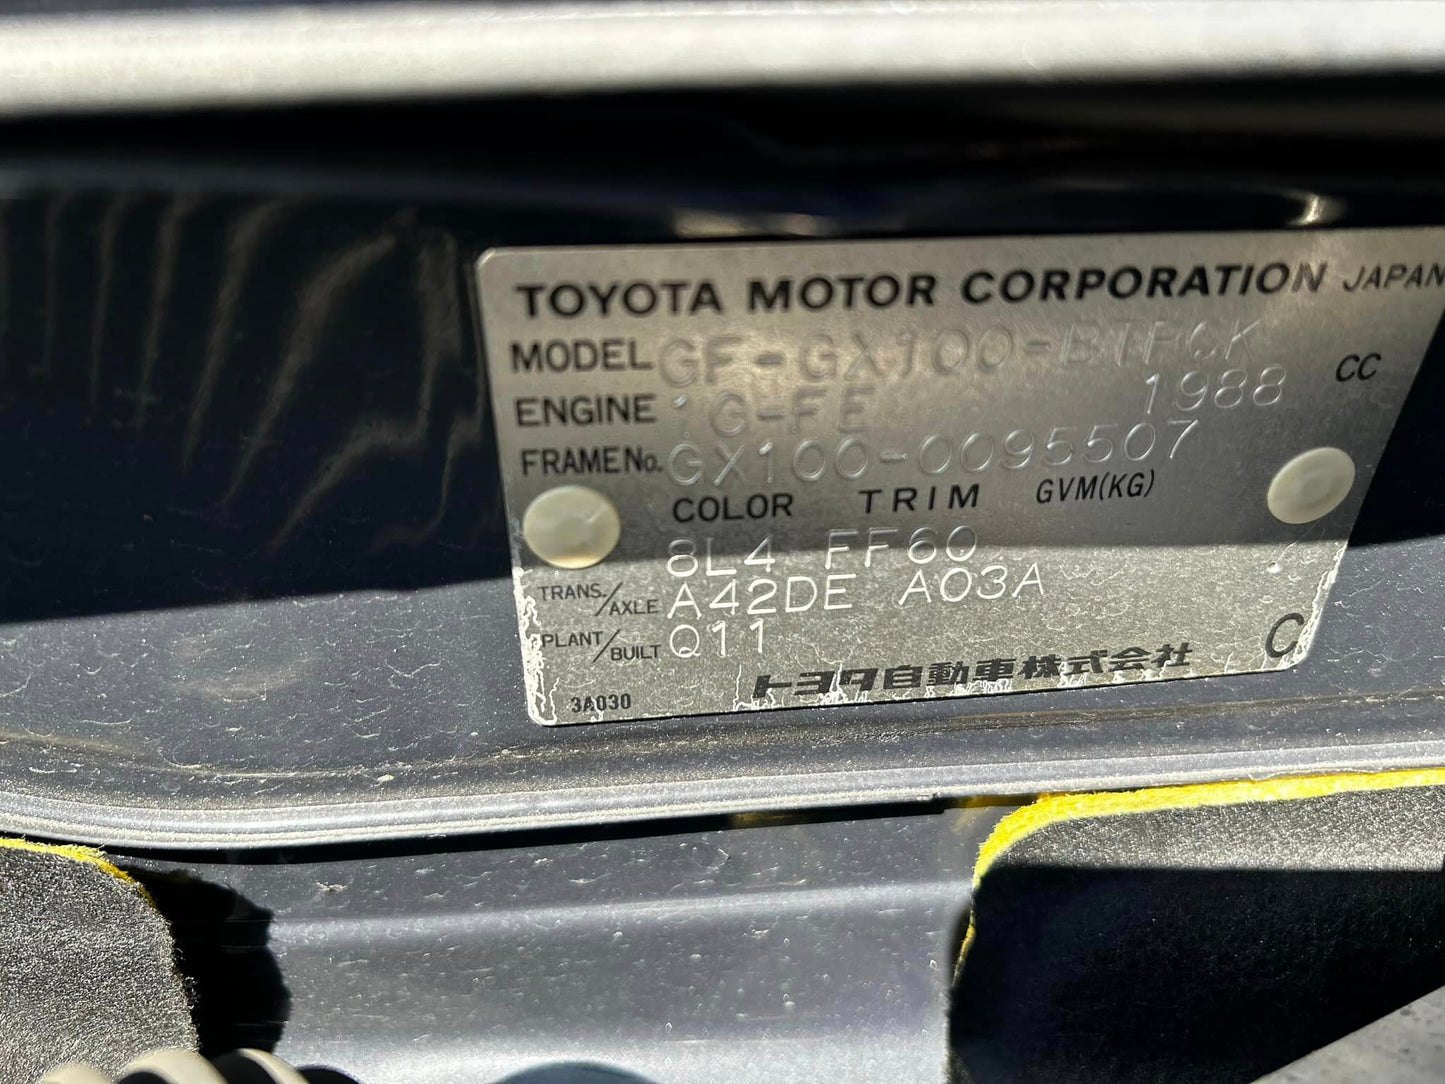 TOYOTA MOTOR CORPORATION JAPAN
MODEL GF-GX100-BTPQK
ENGINE 1G-FE 1988 CC
FRAME No. GX100-0095507
COLOR TRIM GVM(KG)
8L4 FF60
TRANS./AXLE A42DE A03A
PLANT/BUILT Q11
トヨタ自動車株式会社 C
3A030